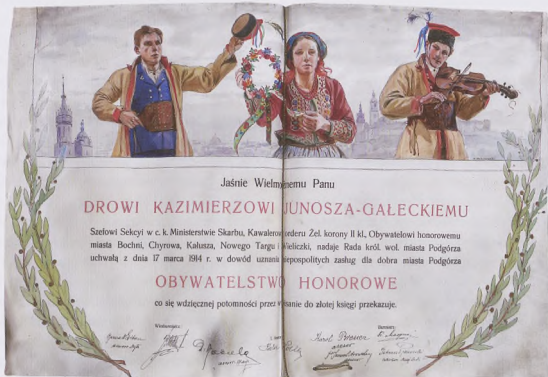 Jaśnie Wielmożnemu Panu
DROWI KAZIMIERZOWI JUNOSZA-GAŁECKIEMU
Szefowi Sekcyi w c. k. Ministerstwie Skarbu, Kawalerowi orderu Żel. korony II kl., Obywatelowi honorowemu
miasta Bochni, Chyrowa, Kałusza, Nowego Targu i Wieliczki, nadaje Rada król. wol. miasta Podgórza
uchwałą z dnia 17 marca 1914 r. w dowód uznania niepospolitych zasług dla dobra miasta Podgórza
OBYWATELSTWO HONOROWE
co się wdzięcznej potomności przez wpisanie do złotej księgi przekazuje.
Karol